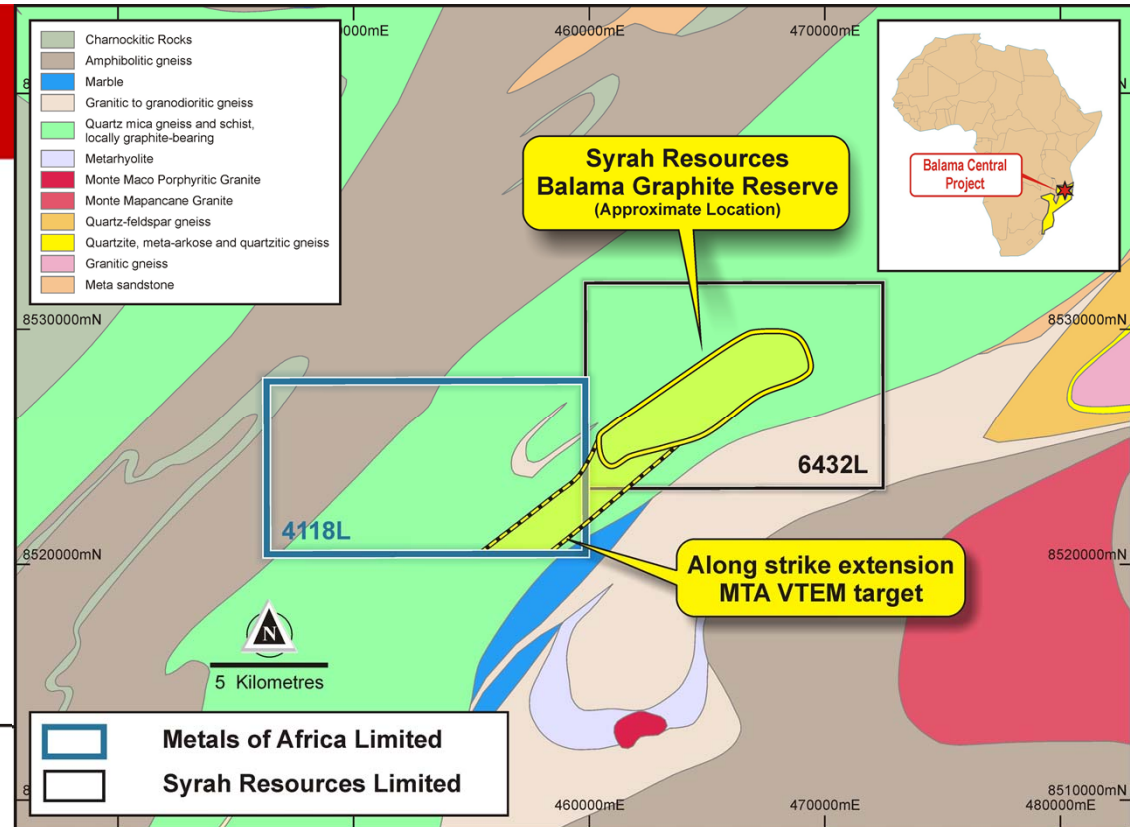 Charnockitic Rocks
Amphibolitic gneiss
Marble
Granitic to granodioritic gneiss
Quartz mica gneiss and schist,
locally graphite-bearing
Metarhyolite
Monte Maco Porphyritic Granite
Monte Mapancane Granite
Quartz-feldspar gneiss
Quartzite, meta-arkose and quartzitic gneiss
Granitic gneiss
Meta sandstone
460000mE
470000mE
Balama Central
Project
Syrah Resources
Balama Graphite Reserve
(Approximate Location)
8530000mN
8530000mN
6432L
4118L
8520000mN
8520000mN
Along strike extension
MTA VTEM target
N
5 Kilometres
Metals of Africa Limited
Syrah Resources Limited
8510000mN
460000mE
470000mE
480000mE